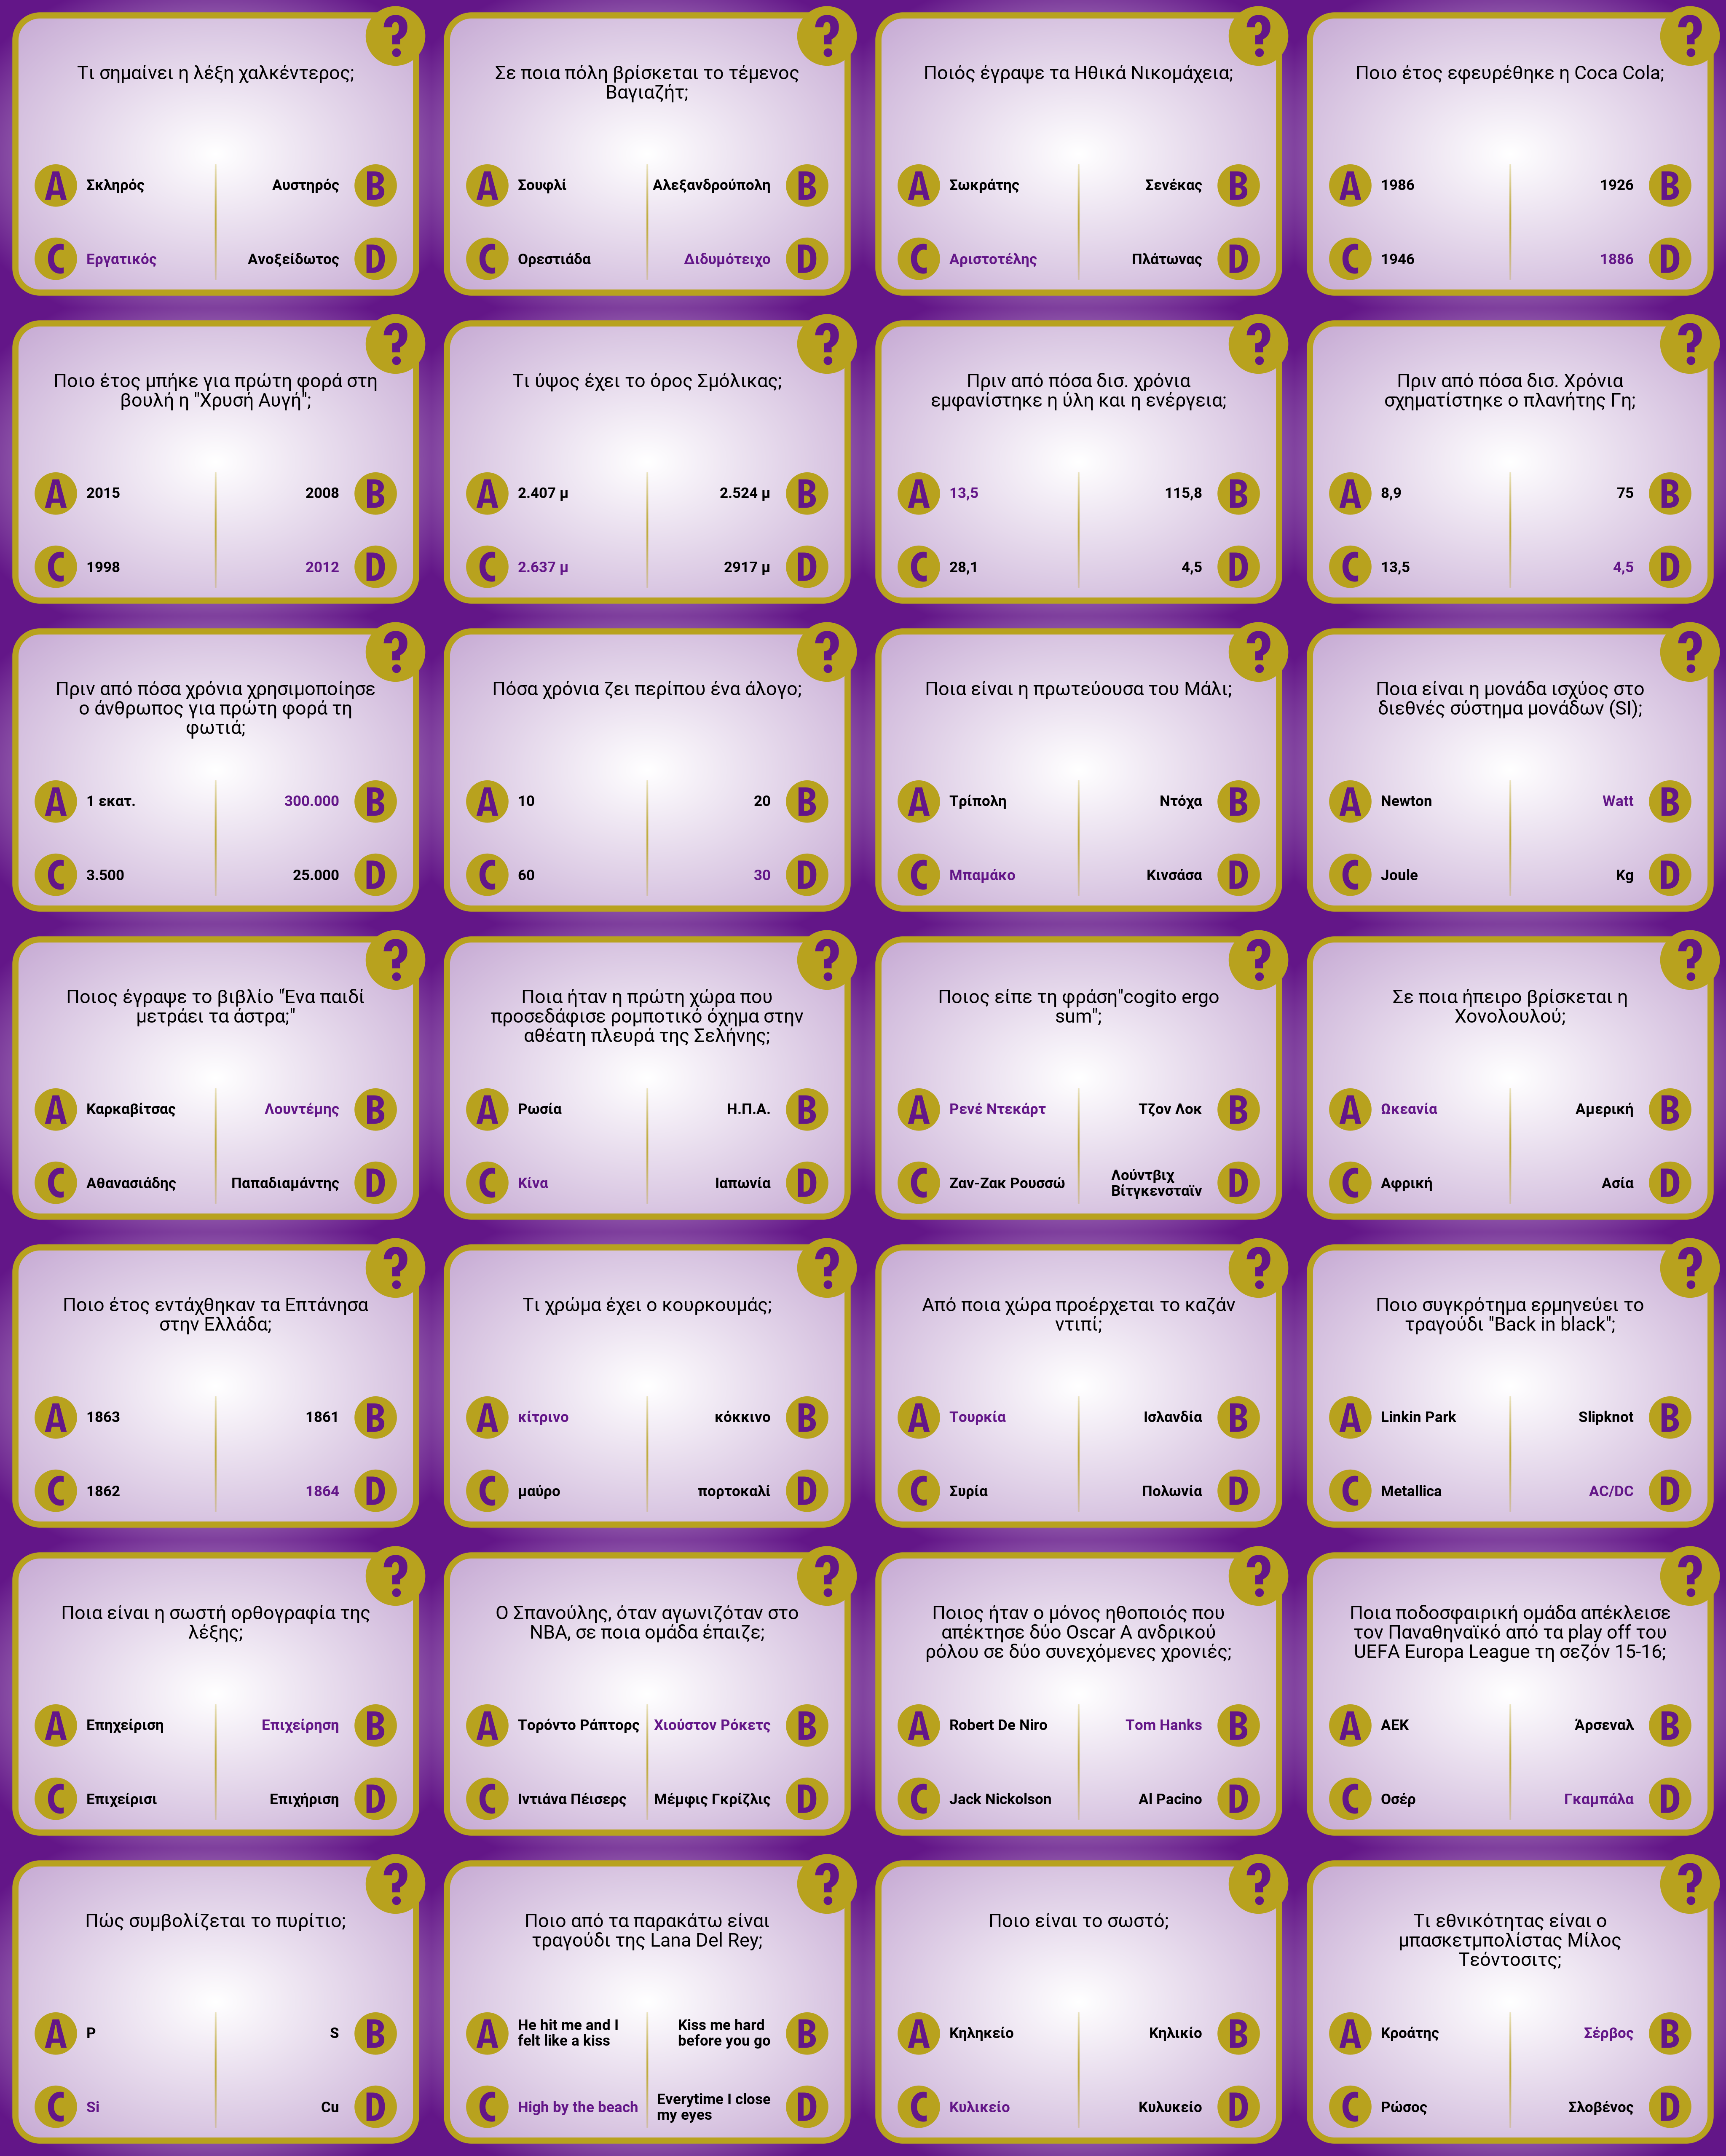 ?
Τι σημαίνει η λέξη χαλκέντερος;
A Σκληρός
Αυστηρός B
C Εργατικός
Ανοξείδωτος D
?
Σε ποια πόλη βρίσκεται το τέμενος
Βαγιαζήτ;
A Σουφλί
Αλεξανδρούπολη B
C Ορεστιάδα
Διδυμότειχο D
?
Ποιός έγραψε τα Ηθικά Νικομάχεια;
A Σωκράτης
Σενέκας B
C Αριστοτέλης
Πλάτωνας D
?
Ποιο έτος εφευρέθηκε η Coca Cola;
A 1986
1926 B
C 1946
1886 D
?
Ποιο έτος μπήκε για πρώτη φορά στη
βουλή η "Χρυσή Αυγή";
A 2015
2008 B
C 1998
2012 D
?
Τι ύψος έχει το όρος Σμόλικας;
A 2.407 μ
2.524 μ B
C 2.637 μ
2917 μ D
?
Πριν από πόσα δισ. χρόνια
εμφανίστηκε η ύλη και η ενέργεια;
A 13,5
115,8 B
C 28,1
4,5 D
?
Πριν από πόσα δισ. Χρόνια
σχηματίστηκε ο πλανήτης Γη;
A 8,9
75 B
C 13,5
4,5 D
?
Πριν από πόσα χρόνια χρησιμοποίησε
ο άνθρωπος για πρώτη φορά τη
φωτιά;
A 1 εκατ.
300.000 B
C 3.500
25.000 D
?
Πόσα χρόνια ζει περίπου ένα άλογο;
A 10
20 B
C 60
30 D
?
Ποια είναι η πρωτεύουσα του Μάλι;
A Τρίπολη
Ντόχα B
C Μπαμάκο
Κινσάσα D
?
Ποια είναι η μονάδα ισχύος στο
διεθνές σύστημα μονάδων (SI);
A Newton
Watt B
C Joule
Kg D
?
Ποιος έγραψε το βιβλίο "Ένα παιδί
μετράει τα άστρα;"
A Καρκαβίτσας
Λουντέμης B
C Αθανασιάδης
Παπαδιαμάντης D
?
Ποια ήταν η πρώτη χώρα που
προσεδάφισε ρομποτικό όχημα στην
αθέατη πλευρά της Σελήνης;
A Ρωσία
Η.Π.Α. B
C Κίνα
Ιαπωνία D
?
Ποιος είπε τη φράση"cogito ergo
sum";
A Ρενέ Ντεκάρτ
Τζον Λοκ B
C Ζαν-Ζακ Ρουσσώ
Λούντβιχ
Βίτγκενσταϊν D
?
Σε ποια ήπειρο βρίσκεται η
Χονολουλού;
A Ωκεανία
Αμερική B
C Αφρική
Ασία D
?
Ποιο έτος εντάχθηκαν τα Επτάνησα
στην Ελλάδα;
A 1863
1861 B
C 1862
1864 D
?
Τι χρώμα έχει ο κουρκουμάς;
A κίτρινο
κόκκινο B
C μαύρο
πορτοκαλί D
?
Από ποια χώρα προέρχεται το καζάν
ντιπί;
A Τουρκία
Ισλανδία B
C Συρία
Πολωνία D
?
Ποιο συγκρότημα ερμηνεύει το
τραγούδι "Back in black";
A Linkin Park
Slipknot B
C Metallica
AC/DC D
?
Ποια είναι η σωστή ορθογραφία της
λέξης;
A Επηχείριση
Επιχείρηση B
C Επιχείρισι
Επιχήριση D
?
Ο Σπανούλης, όταν αγωνιζόταν στο
NBA, σε ποια ομάδα έπαιζε;
A Τορόντο Ράπτορς
Χιούστον Ρόκετς B
C Ιντιάνα Πέισερς
Μέμφις Γκρίζλις D
?
Ποιος ήταν ο μόνος ηθοποιός που
απέκτησε δύο Oscar Α ανδρικού
ρόλου σε δύο συνεχόμενες χρονιές;
A Robert De Niro
Tom Hanks B
C Jack Nickolson
Al Pacino D
?
Ποια ποδοσφαιρική ομάδα απέκλεισε
τον Παναθηναϊκό από τα play off του
UEFA Europa League τη σεζόν 15-16;
A ΑΕΚ
Άρσεναλ B
C Οσέρ
Γκαμπάλα D
?
Πώς συμβολίζεται το πυρίτιο;
A P
S B
C Si
Cu D
?
Ποιο από τα παρακάτω είναι
τραγούδι της Lana Del Rey;
A He hit me and I
felt like a kiss
Kiss me hard
before you go B
C High by the beach
Everytime I close
my eyes D
?
Ποιο είναι το σωστό;
A Κηληκείο
Κηλικίο B
C Κυλικείο
Κυλυκείο D
?
Τι εθνικότητας είναι ο
μπασκετμπολίστας Μίλος
Τεόντοσιτς;
A Κροάτης
Σέρβος B
C Ρώσος
Σλοβένος D